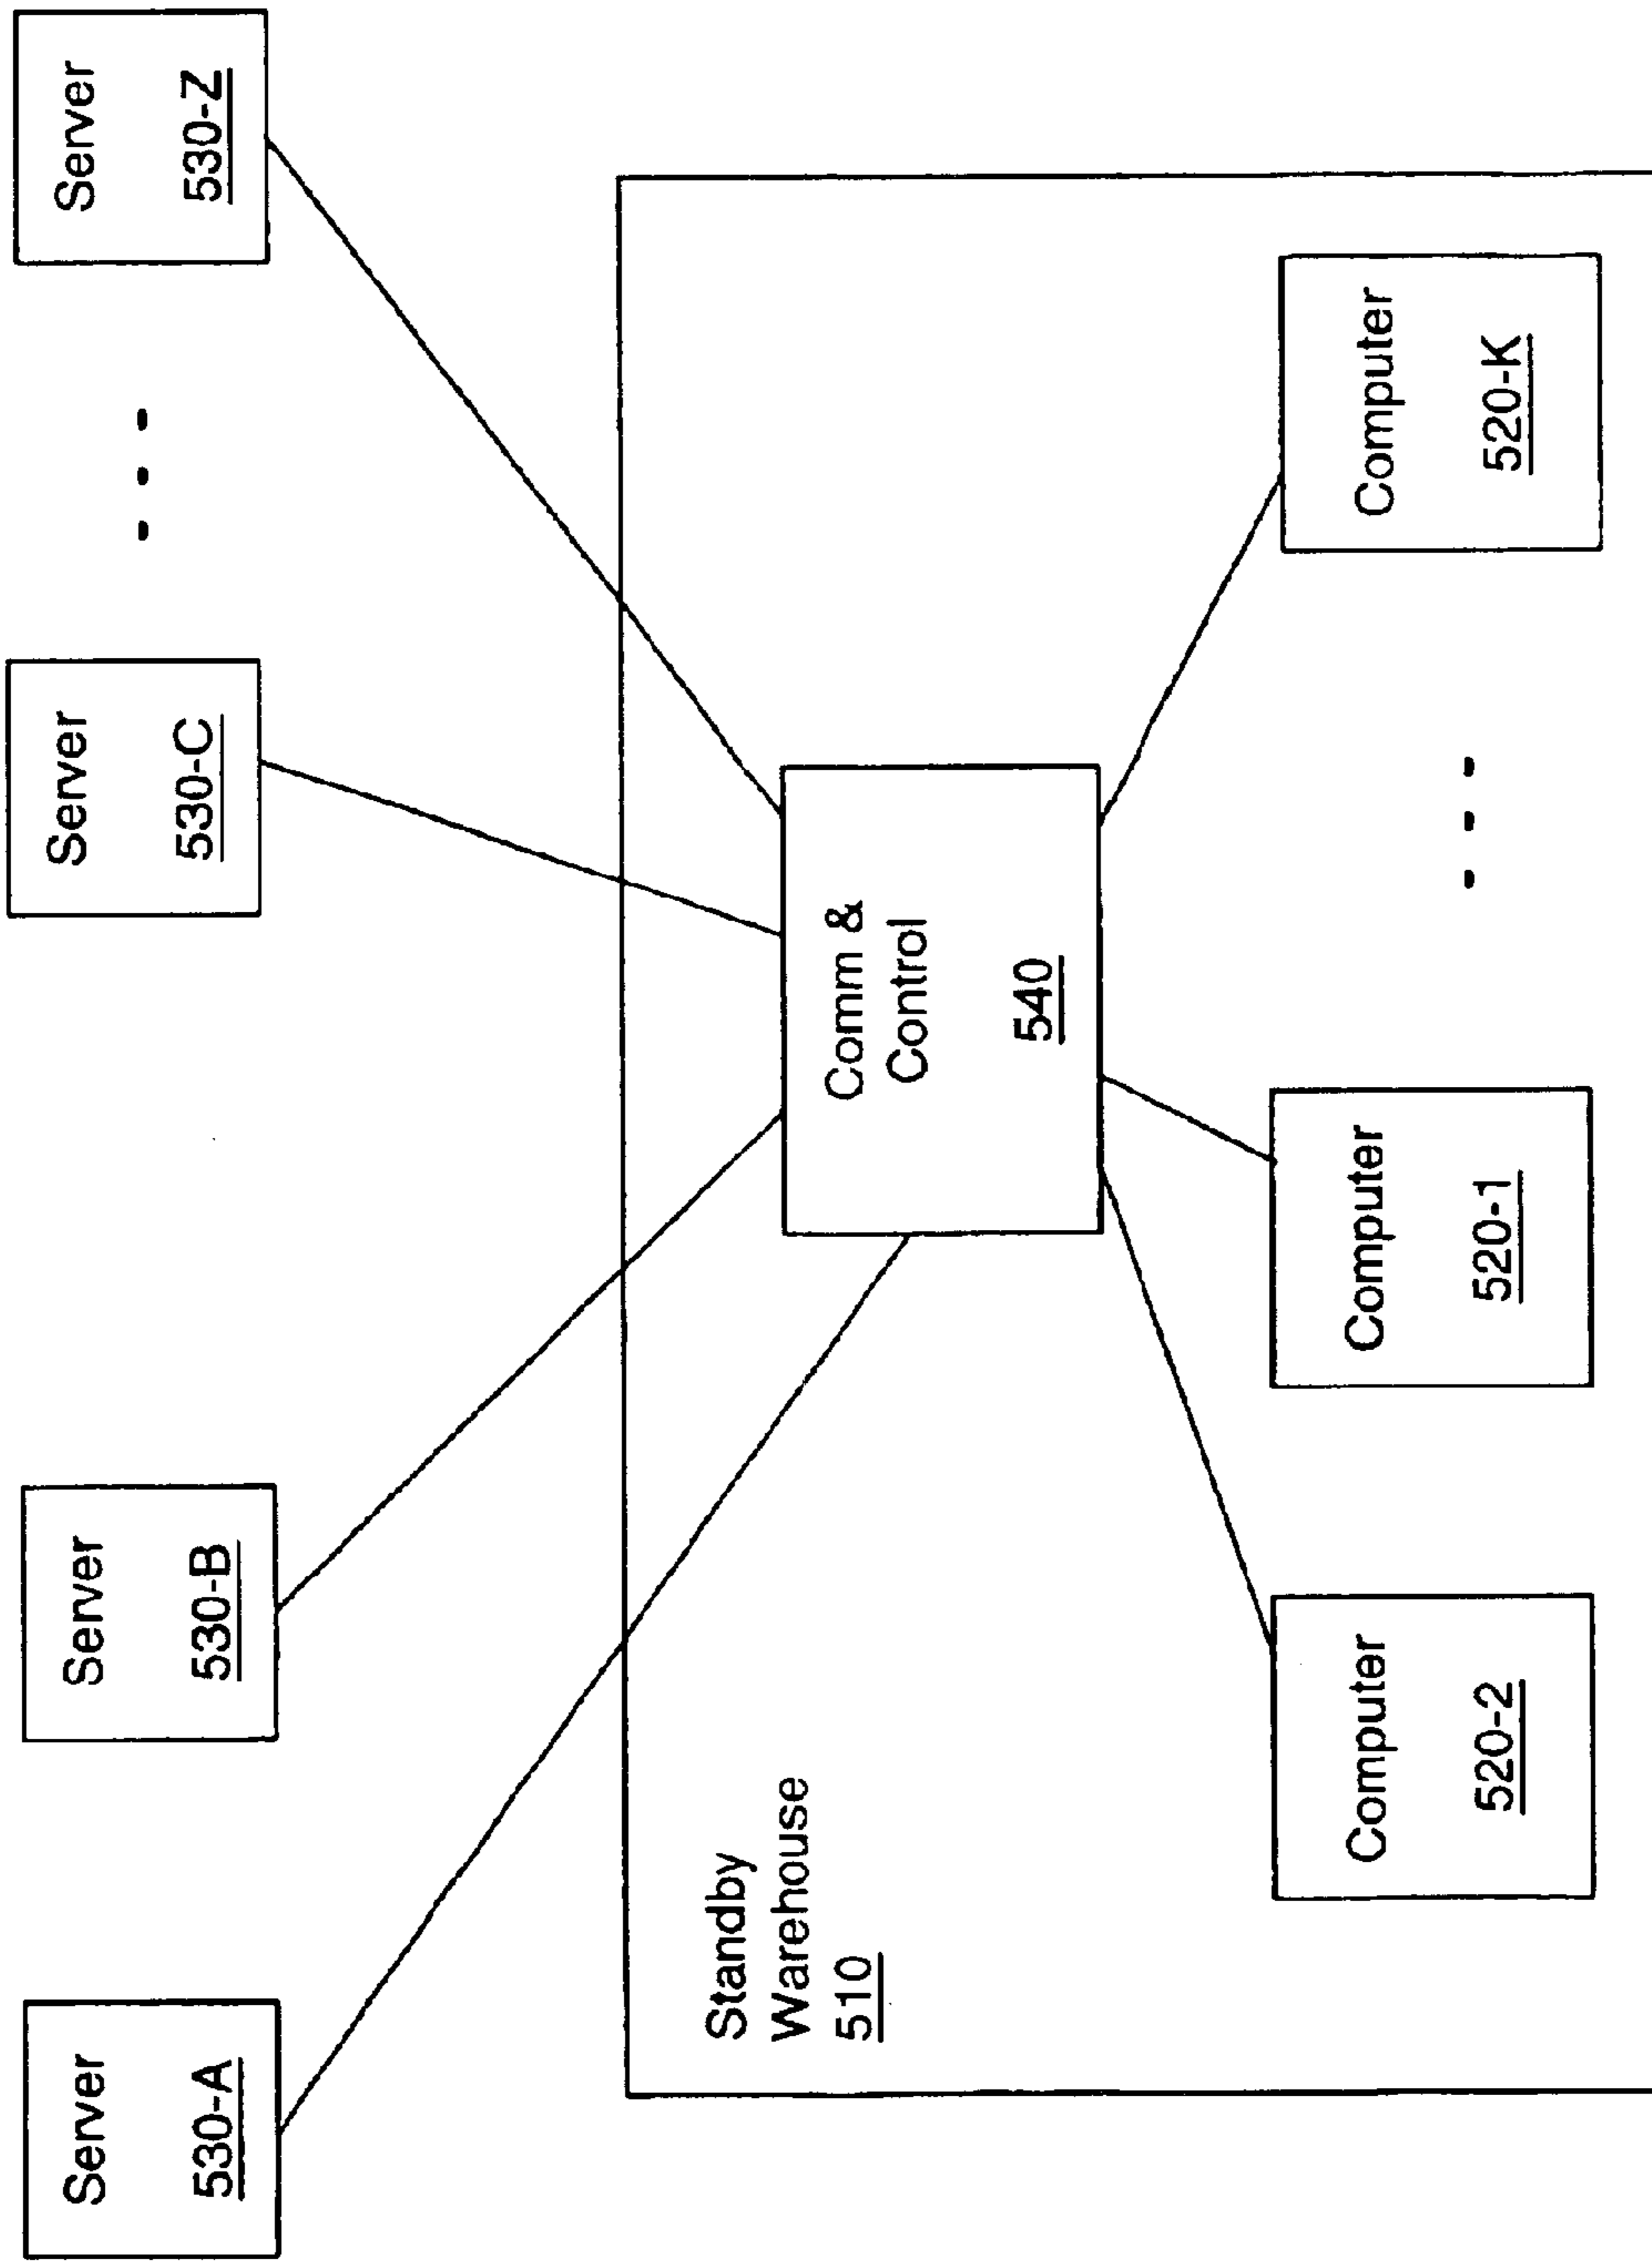 Server
530-A
Server
530-B
Server
530-C
Server
530-Z
Standby
Warehouse
510
Comm &
Control
540
Computer
520-2
Computer
520-1
Computer
520-K